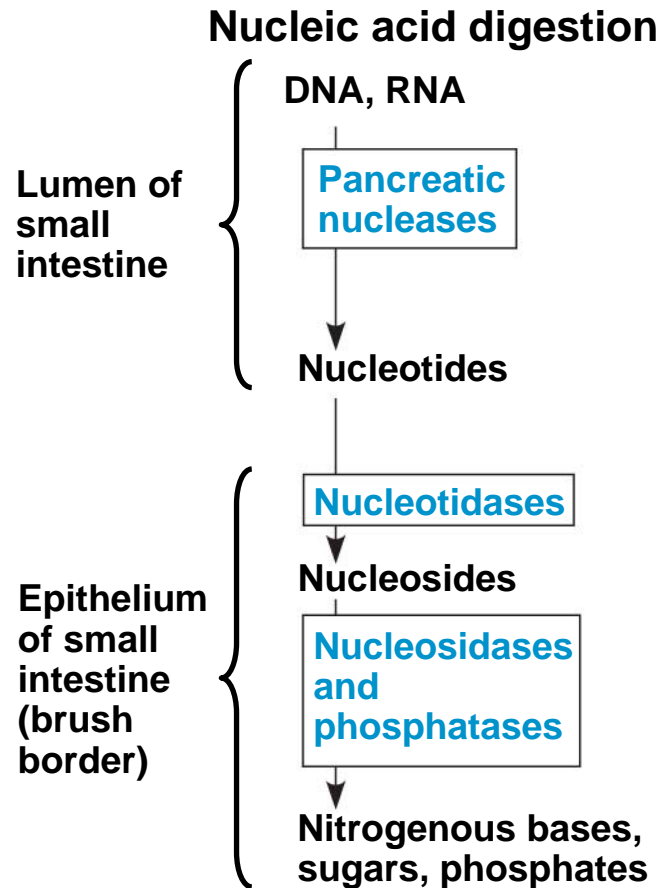 Nucleic acid digestion
DNA, RNA
Pancreatic
nucleases
Lumen of
small
intestine
Nucleotides
Nucleotidases
Nucleosides
Epithelium
of small
intestine
(brush
border)
Nucleosidases
and
phosphatases
Nitrogenous bases,
sugars, phosphates